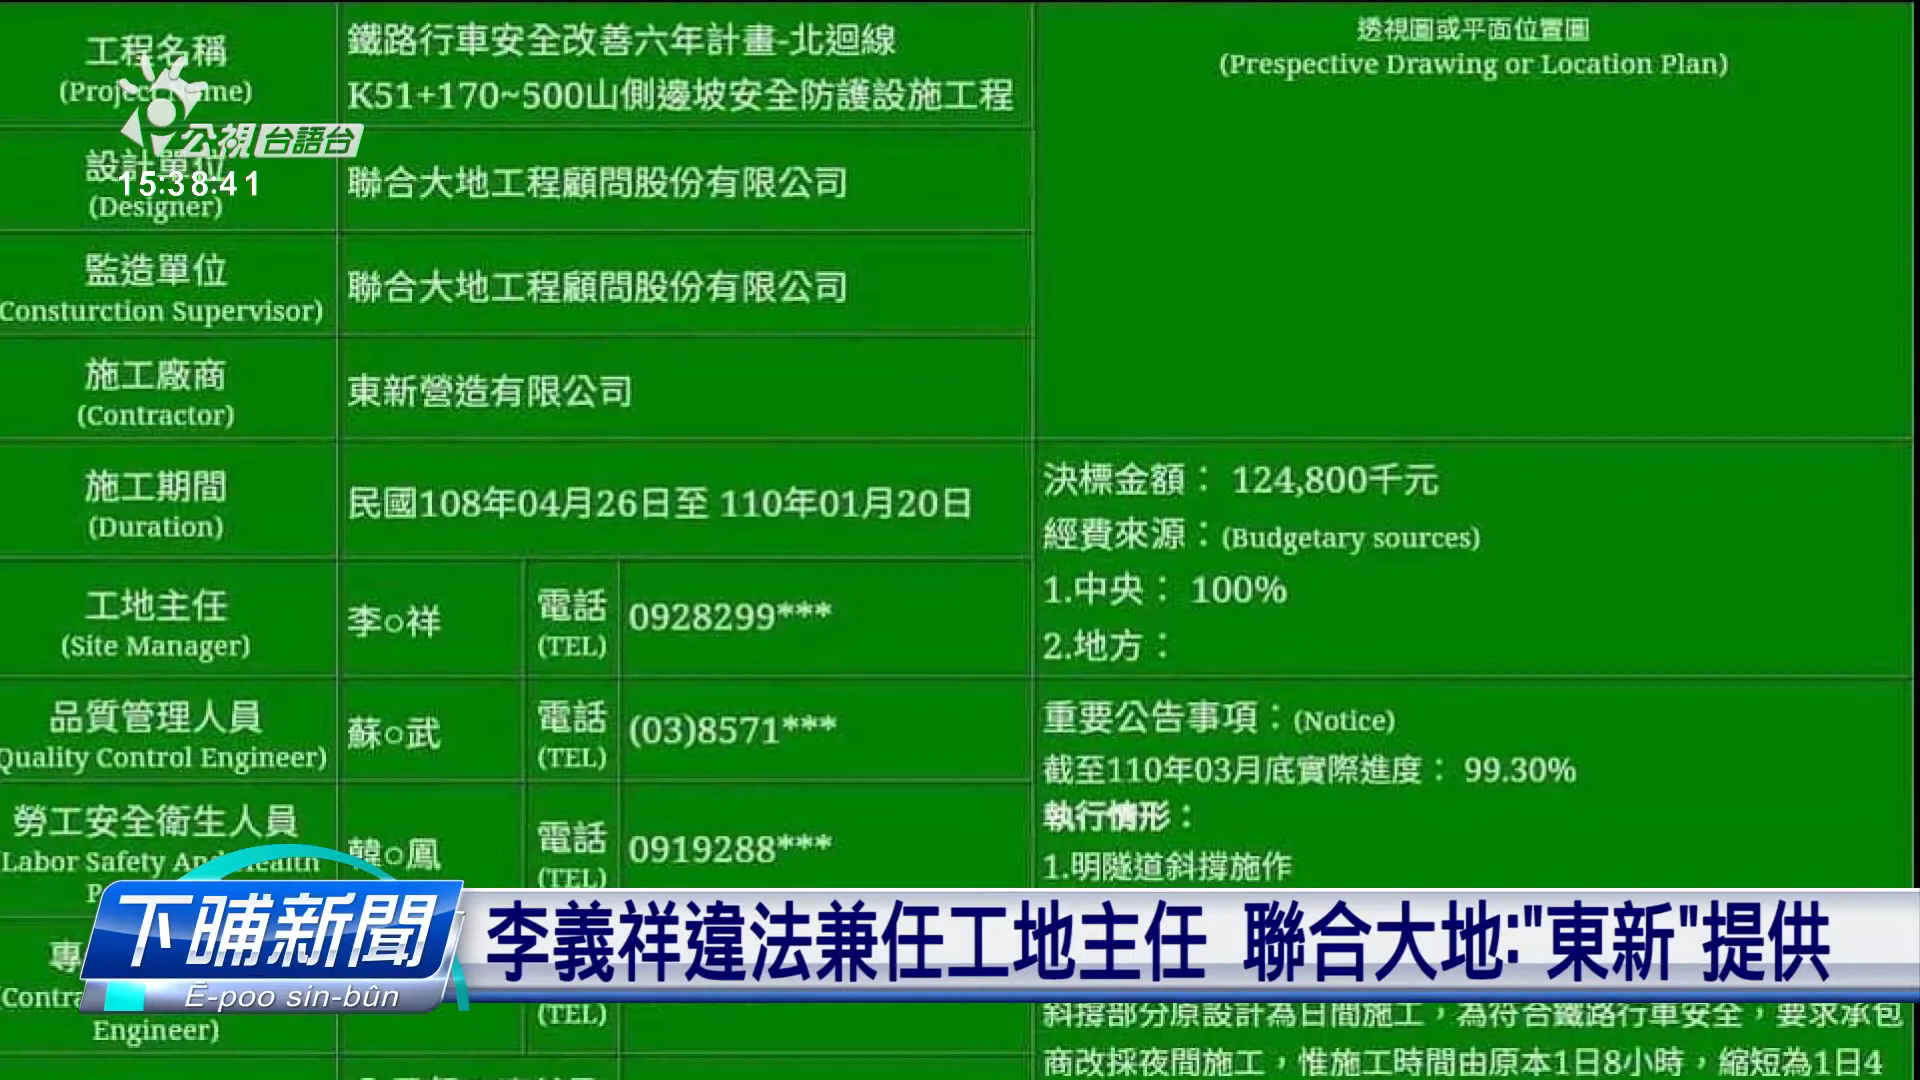 工程名稱
鐵路行車安全改善六年計畫-北迴線
K51+170~500山側邊坡安全防護設施工程
透視圖或平面位置圖
(Prespective Drawing or Location Plan)
公視 台語台
15:38:41
設計單位
(Designer)
聯合大地工程顧問股份有限公司
監造單位
Consturction Supervisor)
聯合大地工程顧問股份有限公司
施工廠商
(Contractor)
東新營造有限公司
施工期間
(Duration)
民國108年04月26日至 110年01月20日
決標金額： 124,800千元
經費來源：(Budgetary sources)
1.中央： 100%
2.地方：
工地主任
(Site Manager)
李○祥
電話
(TEL)
0928299***
品質管理人員
Quality Control Engineer)
蘇○武
電話
(TEL)
(03)8571***
重要公告事項：(Notice)
截至110年03月底實際進度： 99.30%
執行情形：
1.明隧道斜撐施作
勞工安全衛生人員
Labor Safety And Health
韓○鳳
電話
(TEL)
0919288***
下晡新聞
Ē-poo sin-bûn
李義祥違法兼任工地主任 聯合大地:"東新"提供
專
(Contra
Engineer)
(TEL)
斜撐部分原設計為日間施工，為符合鐵路行車安全，要求承包
商改採夜間施工，惟施工時間由原本1日8小時，縮短為1日4